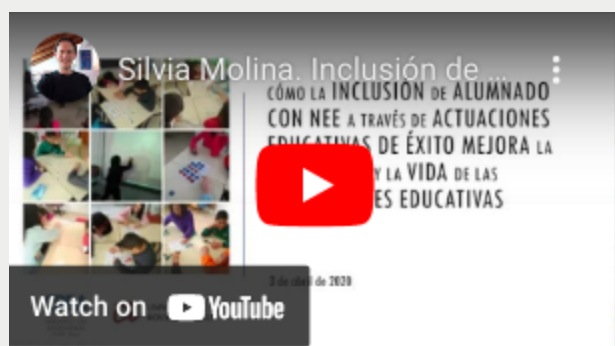 Silvia Molina. Inclusión de ...
CÓMO LA INCLUSIÓN DE ALUMNADO
CON NEE A TRAVÉS DE ACTUACIONES
EDUCATIVAS DE ÉXITO MEJORA LA
Y LA VIDA DE LAS
ES EDUCATIVAS
3 de abril de 2020
Watch on YouTube